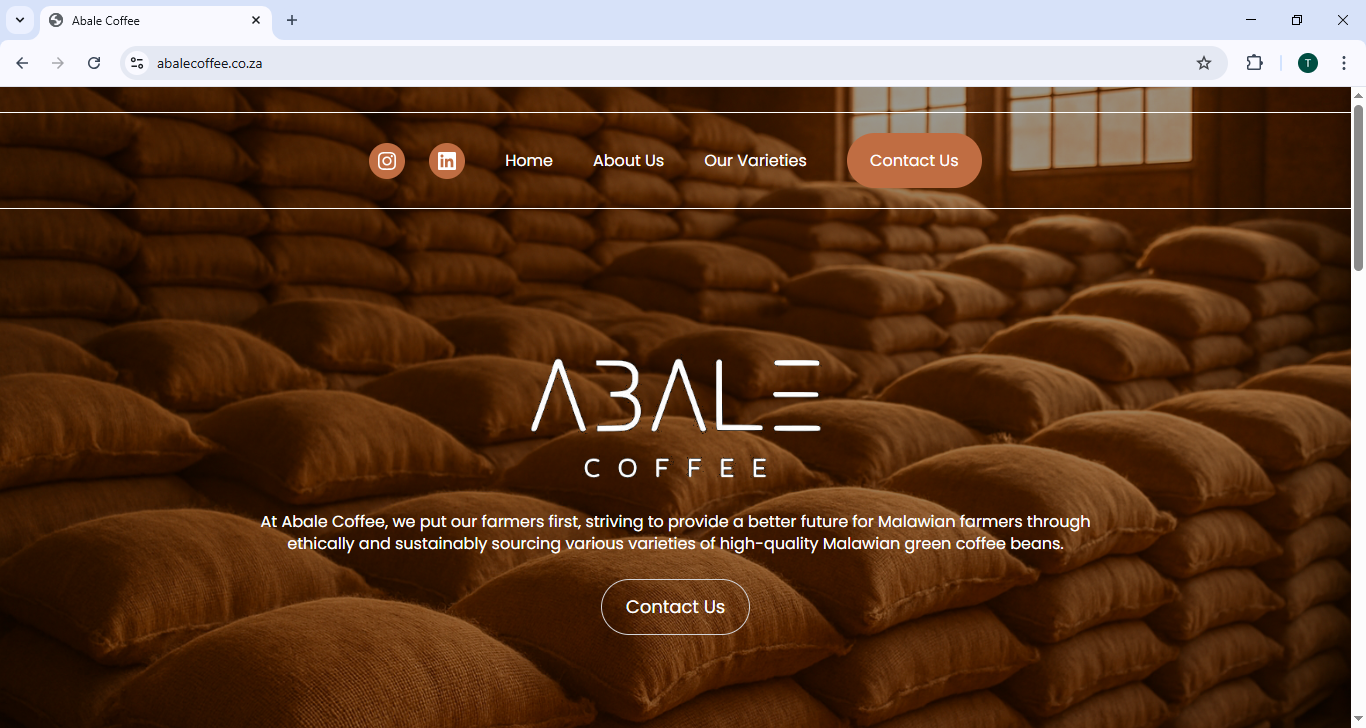 Abale Coffee
abalecoffee.co.za
T
Home About Us Our Varieties Contact Us
ABALE
COFFEE
At Abale Coffee, we put our farmers first, striving to provide a better future for Malawian farmers through
ethically and sustainably sourcing various varieties of high-quality Malawian green coffee beans.
Contact Us